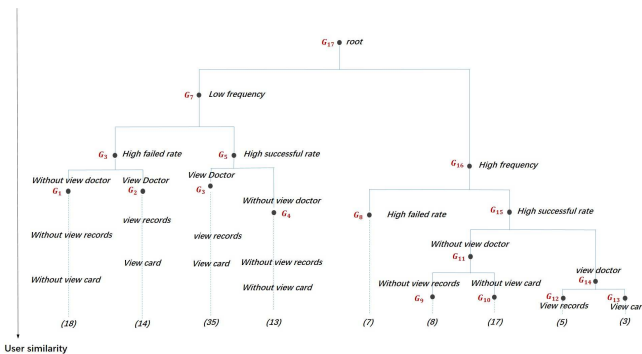 G17 root
G7 Low frequency
G3 High failed rate
G5 High successful rate
G16 High frequency
Without view doctor
G1
View Doctor
G2
View Doctor
G3
Without view doctor
G4
G8 High failed rate
G15 High successful rate
Without view records
view records
view records
Without view doctor
G11
Without view card
View card
View card
Without view records
Without view card
Without view records
G9
Without view card
G10
view doctor
G14
G12
View records
G13
View car
(18)
(14)
(35)
(13)
(7)
(8)
(17)
(5)
(3)
User similarity